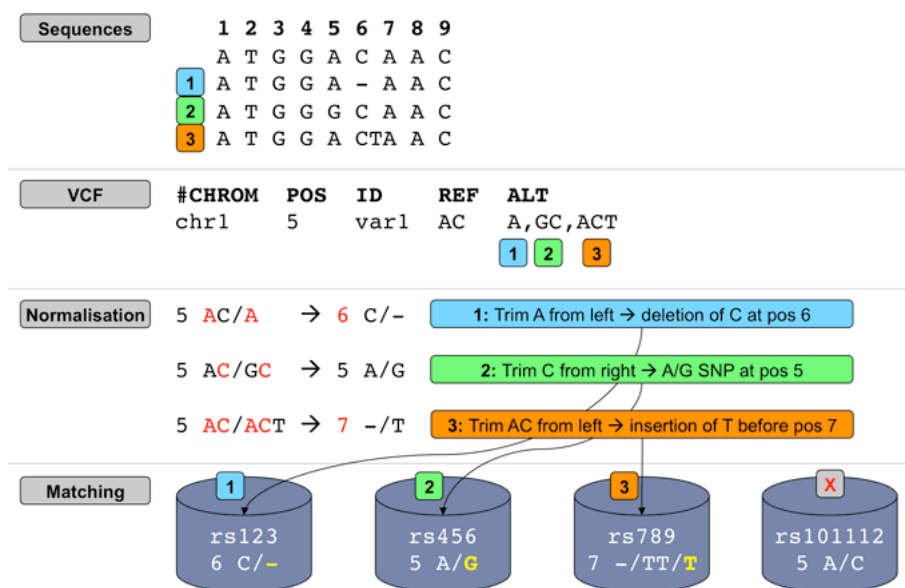 Sequences
1 2 3 4 5 6 7 8 9
A T G G A C A A C
1 A T G G A - A A C
2 A T G G G C A A C
3 A T G G A CTA A C
VCF
#CHROM POS ID REF ALT
chr1 5 var1 AC A,GC,ACT
1 2 3
Normalisation
5 AC/A → 6 C/-
1: Trim A from left → deletion of C at pos 6
5 AC/GC → 5 A/G
2: Trim C from right → A/G SNP at pos 5
5 AC/ACT → 7 -/T
3: Trim AC from left → insertion of T before pos 7
Matching
1 2 3 X
rs123 rs456 rs789 rs101112
6 C/- 5 A/G 7 -/TT/T 5 A/C